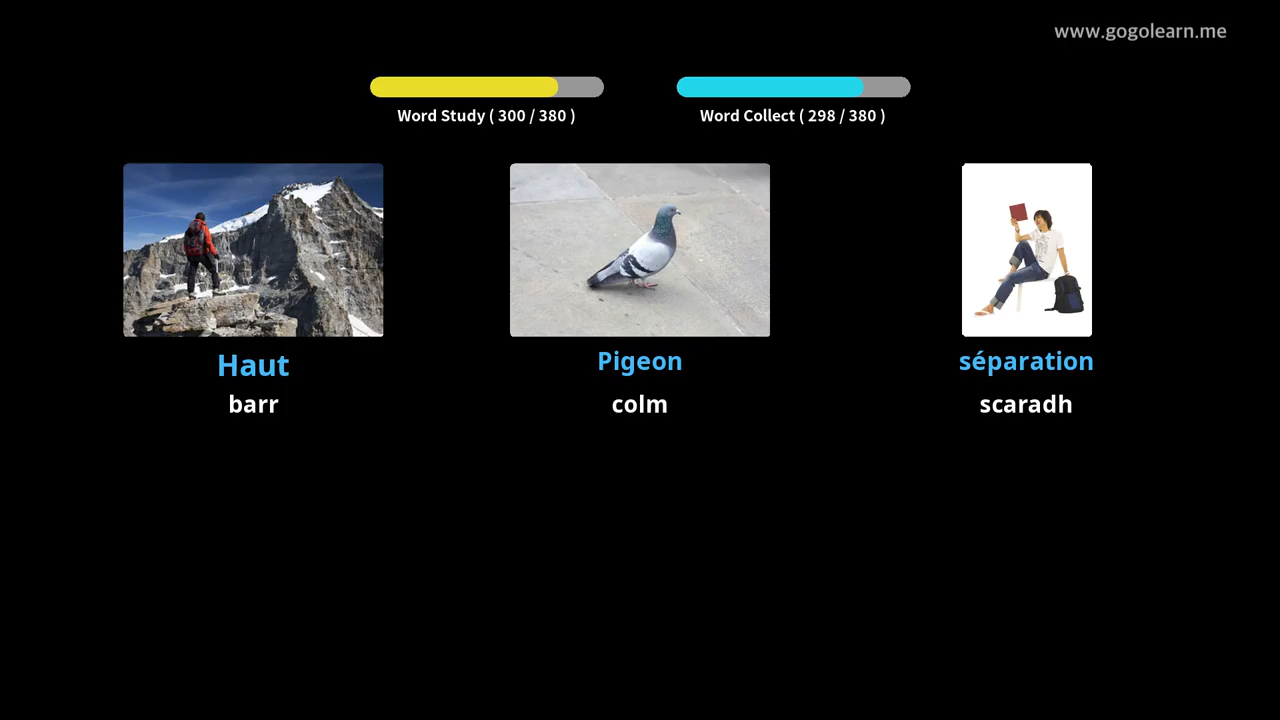 www.gogolearn.me
Word Study ( 300 / 380 )
Word Collect ( 298 / 380 )
Haut
Pigeon
séparation
barr
colm
scaradh